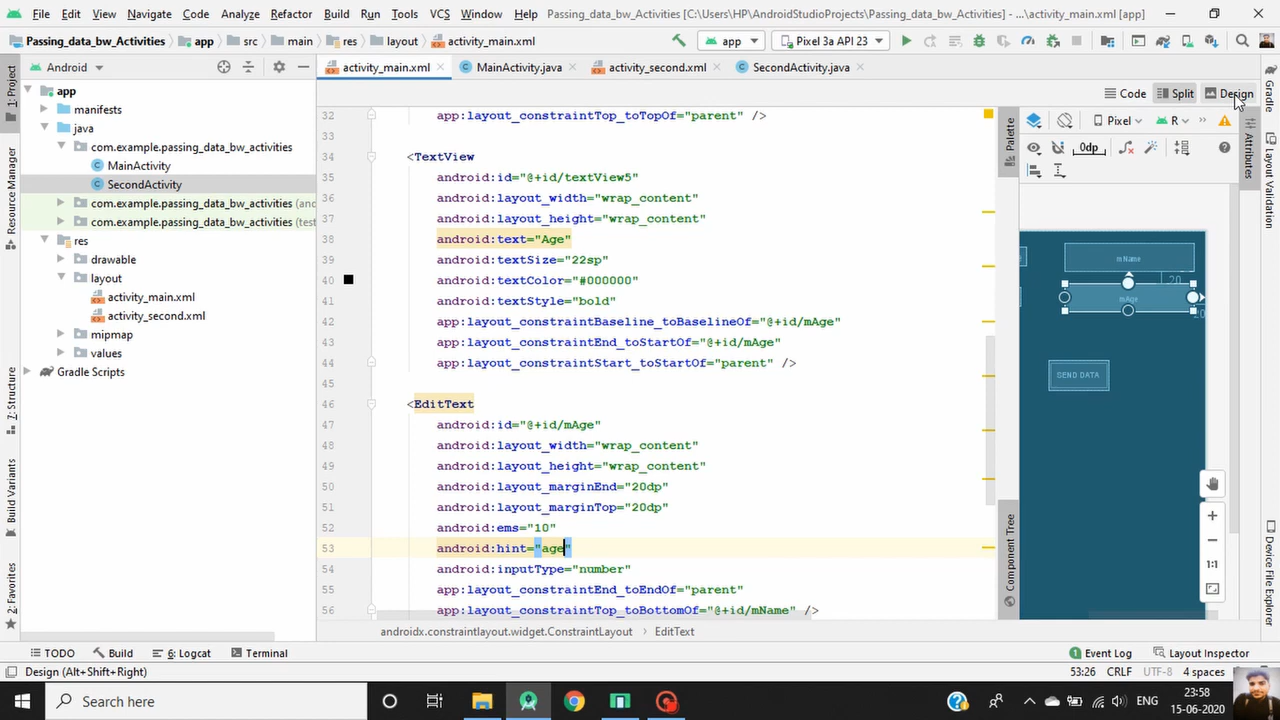 File Edit View Navigate Code Analyze Refactor Build Run Tools VCS Window Help Passing_data_bw_Activities [C:\Users\HP\AndroidStudioProjects\Passing_data_bw_Activities] - ...\activity_main.xml [app]
Passing_data_bw_Activities app src main res layout activity_main.xml app Pixel 3a API 23
1: Project
Resource Manager
7: Structure
Build Variants
2: Favorites
Android
app
manifests
java
com.example.passing_data_bw_activities
MainActivity
SecondActivity
com.example.passing_data_bw_activities (and
com.example.passing_data_bw_activities (test
res
drawable
layout
activity_main.xml
activity_second.xml
mipmap
values
Gradle Scripts
activity_main.xml MainActivity.java activity_second.xml SecondActivity.java
Code Split Design
32 app:layout_constraintTop_toTopOf="parent" />
33
34 <TextView
35 android:id="@+id/textView5"
36 android:layout_width="wrap_content"
37 android:layout_height="wrap_content"
38 android:text="Age"
39 android:textSize="22sp"
40 android:textColor="#000000"
41 android:textStyle="bold"
42 app:layout_constraintBaseline_toBaselineOf="@+id/mAge"
43 app:layout_constraintEnd_toStartOf="@+id/mAge"
44 app:layout_constraintStart_toStartOf="parent" />
45
46 <EditText
47 android:id="@+id/mAge"
48 android:layout_width="wrap_content"
49 android:layout_height="wrap_content"
50 android:layout_marginEnd="20dp"
51 android:layout_marginTop="20dp"
52 android:ems="10"
53 android:hint="age"
54 android:inputType="number"
55 app:layout_constraintEnd_toEndOf="parent"
56 app:layout_constraintTop_toBottomOf="@+id/mName" />
androidx.constraintlayout.widget.ConstraintLayout EditText
Palette
Component Tree
Pixel R
0dp
mName
20
mAge
20
SEND DATA
1:1
Attributes
Gradle
Layout Validation
Device File Explorer
TODO Build 6: Logcat Terminal 1 Event Log Layout Inspector
Design (Alt+Shift+Right) 53:26 CRLF UTF-8 4 spaces
Type here to search
Search here
ENG 23:58
15-06-2020